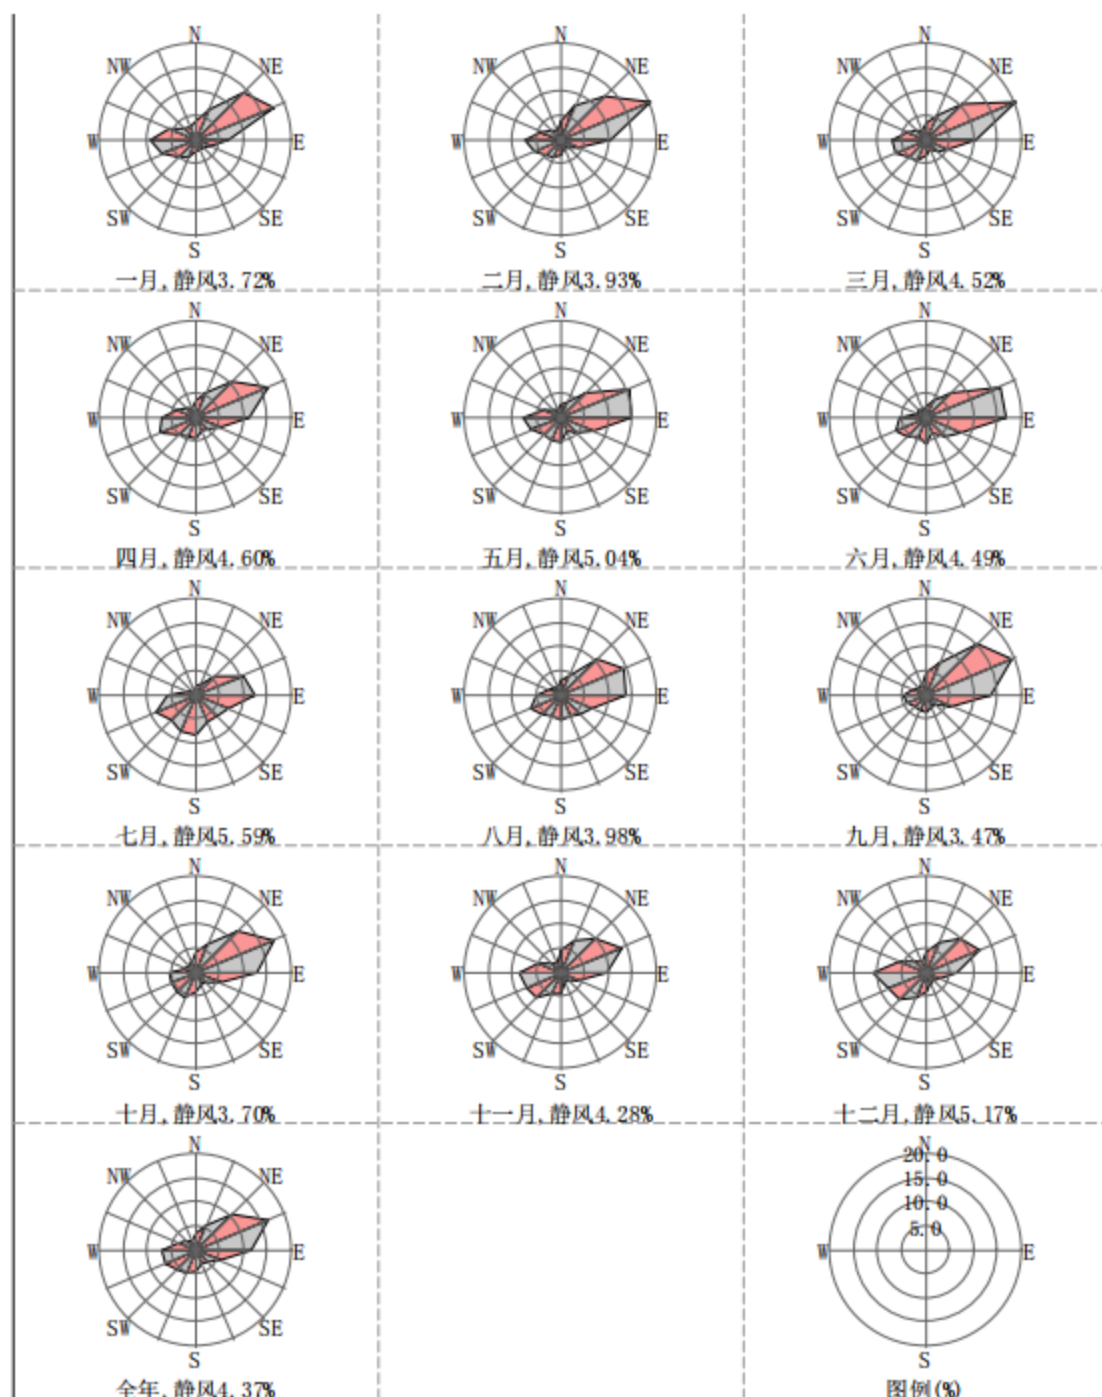 N N N
NW NE NW NE NW NE
W E W E W E
SW SE SW SE SW SE
S S S
一月,静风3.72% 二月,静风3.93% 三月,静风4.52%
N N N
NW NE NW NE NW NE
W E W E W E
SW SE SW SE SW SE
S S S
四月,静风4.60% 五月,静风5.04% 六月,静风4.49%
N N N
NW NE NW NE NW NE
W E W E W E
SW SE SW SE SW SE
S S S
七月,静风5.59% 八月,静风3.98% 九月,静风3.47%
N N N
NW NE NW NE NW NE
W E W E W E
SW SE SW SE SW SE
S S S
十月,静风3.70% 十一月,静风4.28% 十二月,静风5.17%
N N
20.0
NW NE 15.0
10.0
5.0
W E W E
SW SE
S S
全年,静风4.37% 图例(%)